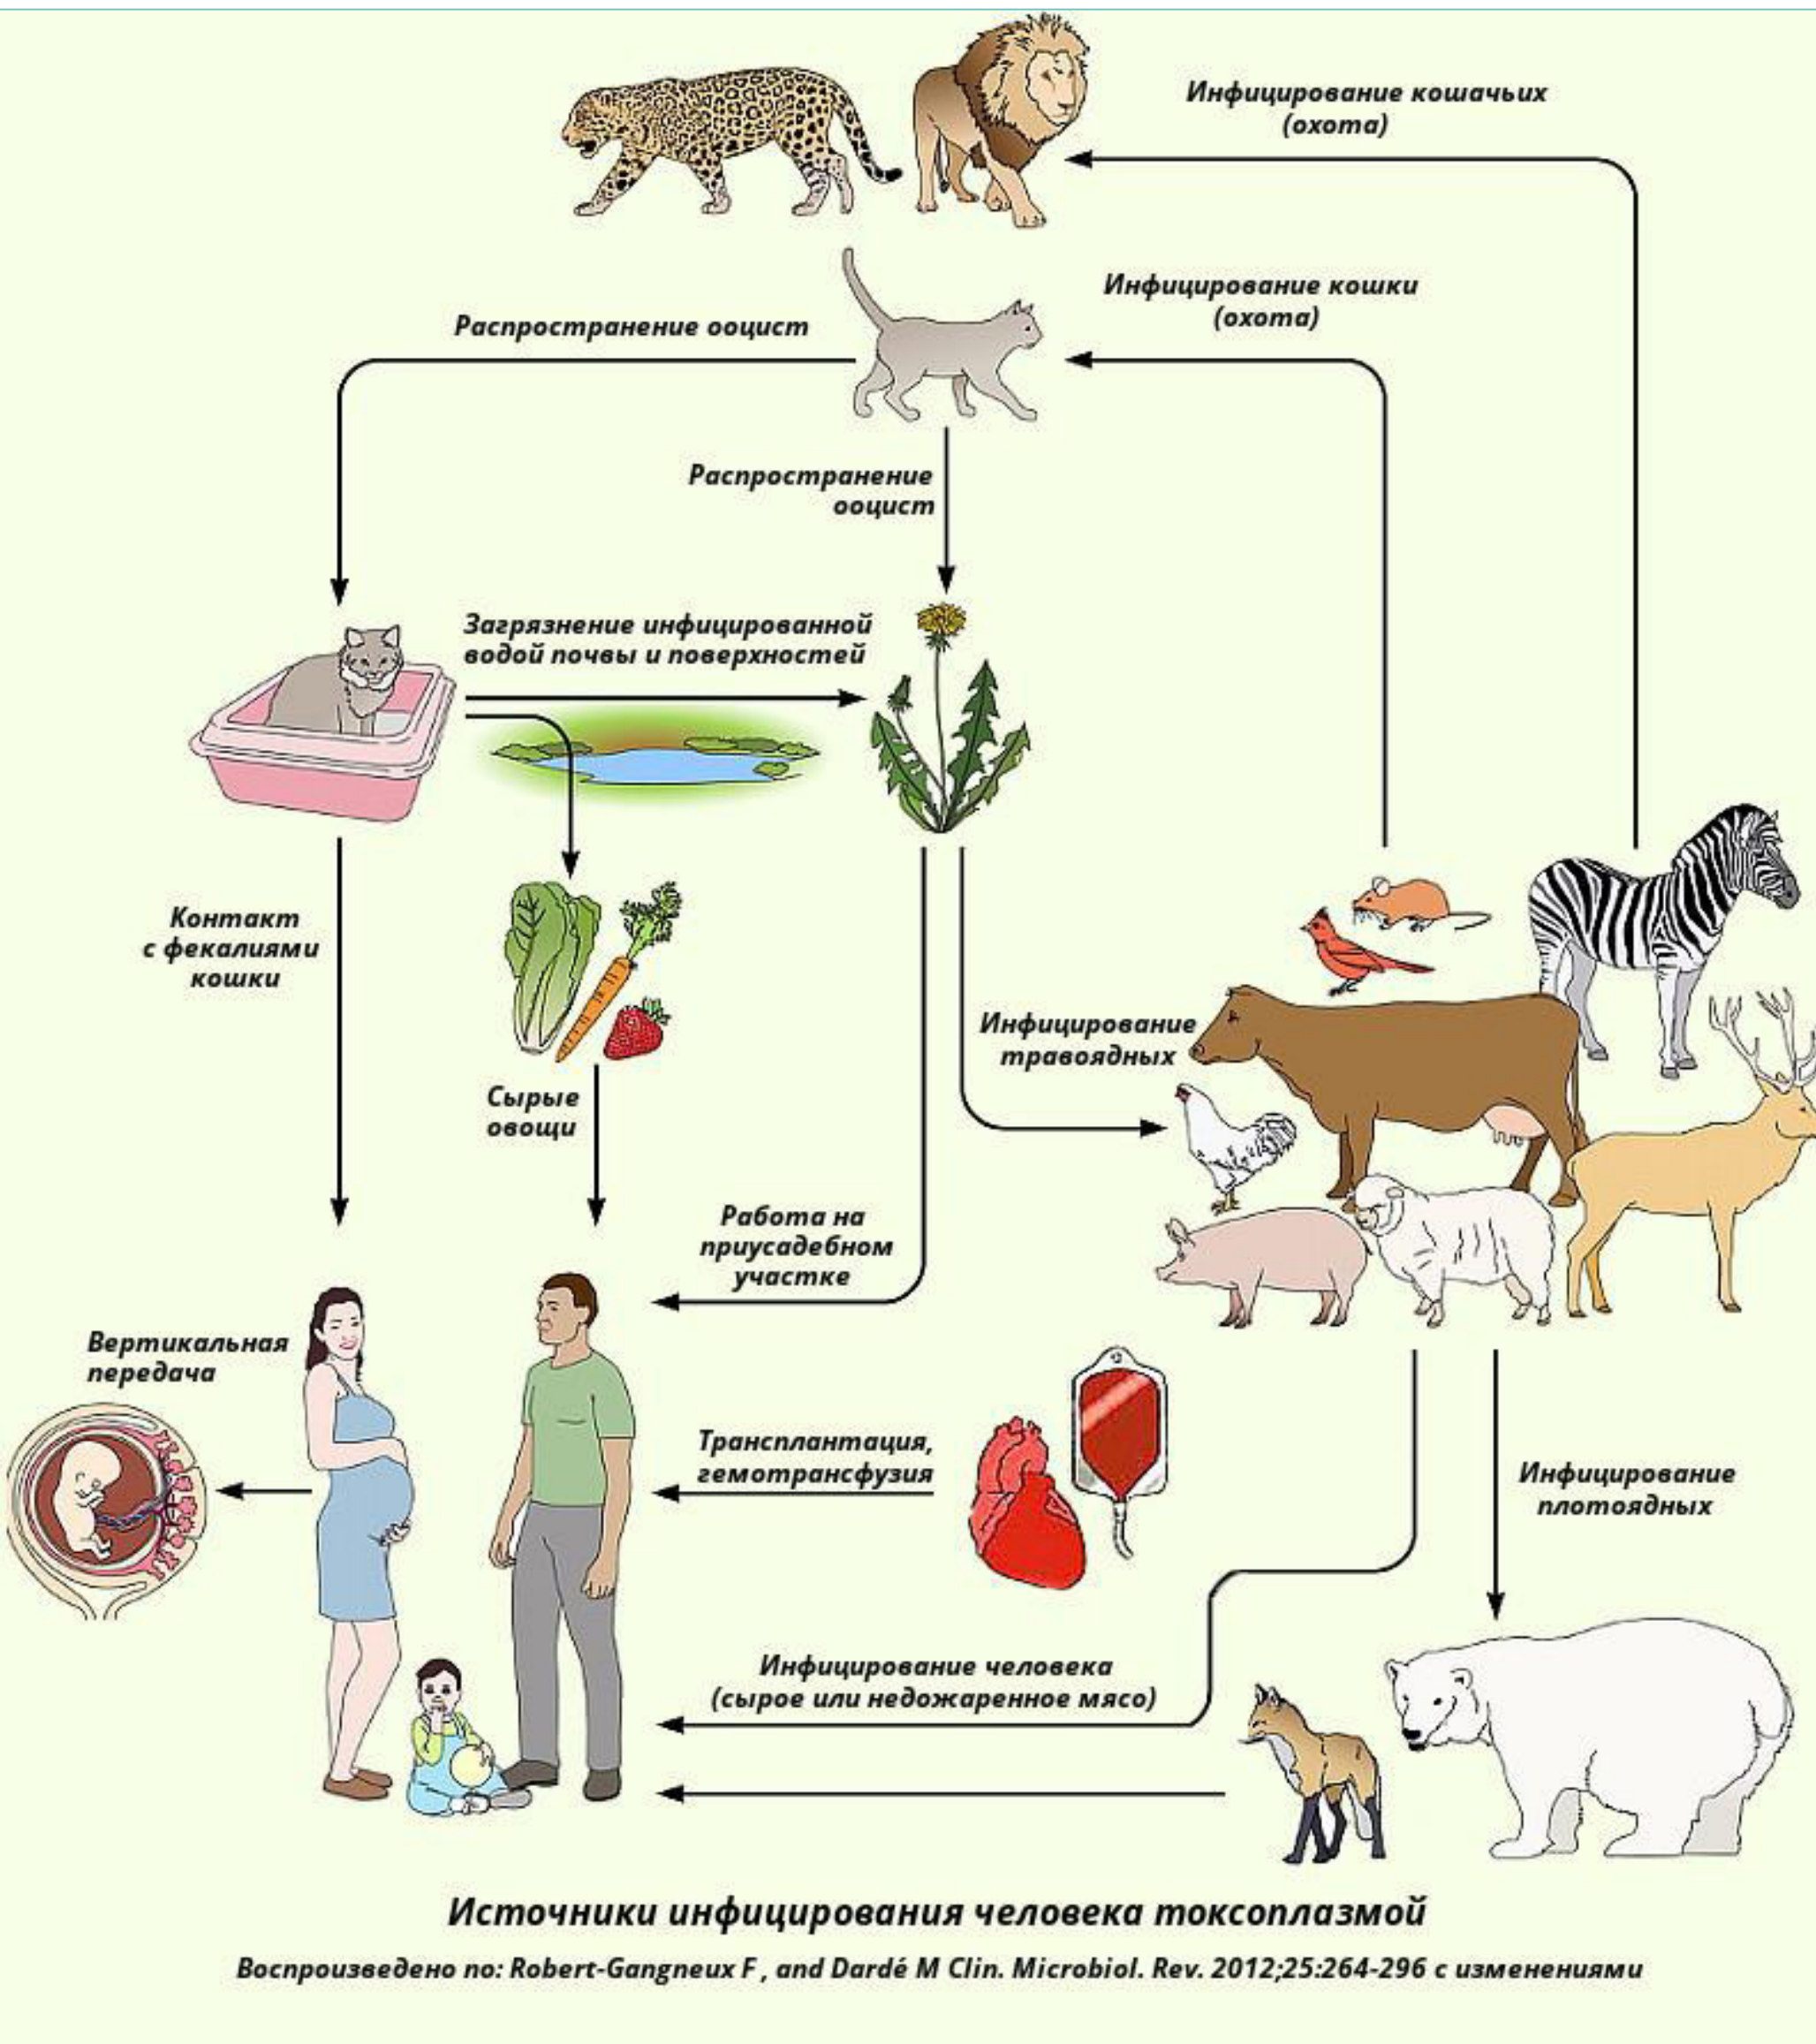 Инфицирование кошачьих
(охота)
Инфицирование кошки
(охота)
Распространение ооцист
Распространение
ооцист
Загрязнение инфицированной
водой почвы и поверхностей
Контакт
с фекалиями
кошки
Инфицирование
травоядных
Сырые
овощи
Работа на
приусадебном
участке
Вертикальная
передача
Трансплантация,
гемотрансфузия
Инфицирование
плотоядных
Инфицирование человека
(сырое или недожаренное мясо)
Источники инфицирования человека токсоплазмой
Воспроизведено по: Robert-Gangneux F , and Dardé M Clin. Microbiol. Rev. 2012;25:264-296 с изменениями